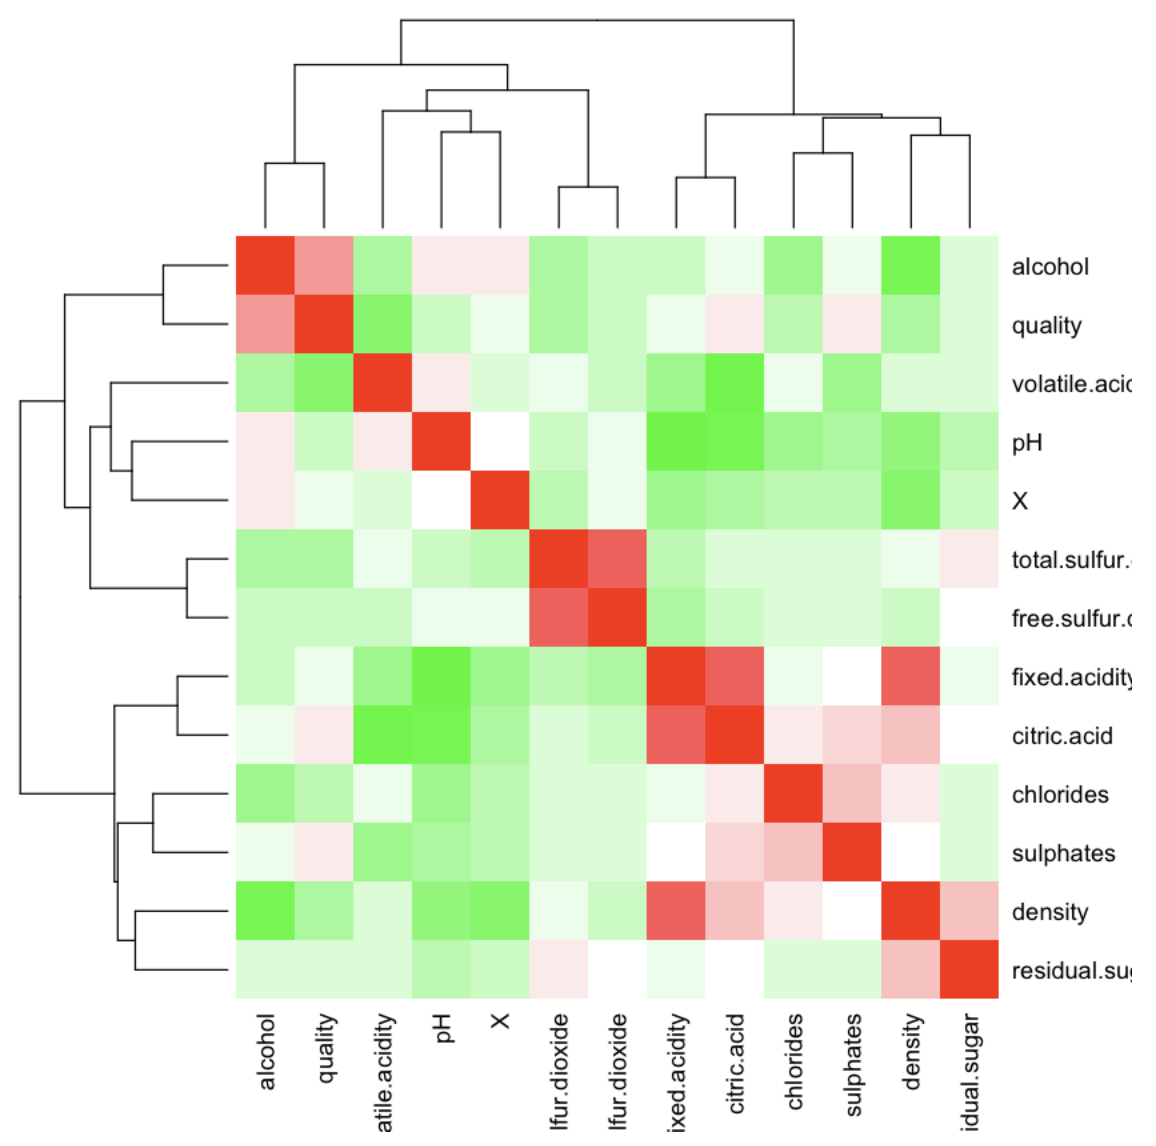 alcohol
quality
volatile.acid
pH
X
total.sulfur.
free.sulfur.
fixed.acidity
citric.acid
chlorides
sulphates
density
residual.su
alcohol
quality
atile.acidity
pH
X
lfur.dioxide
lfur.dioxide
ixed.acidity
citric.acid
chlorides
sulphates
density
idual.sugar